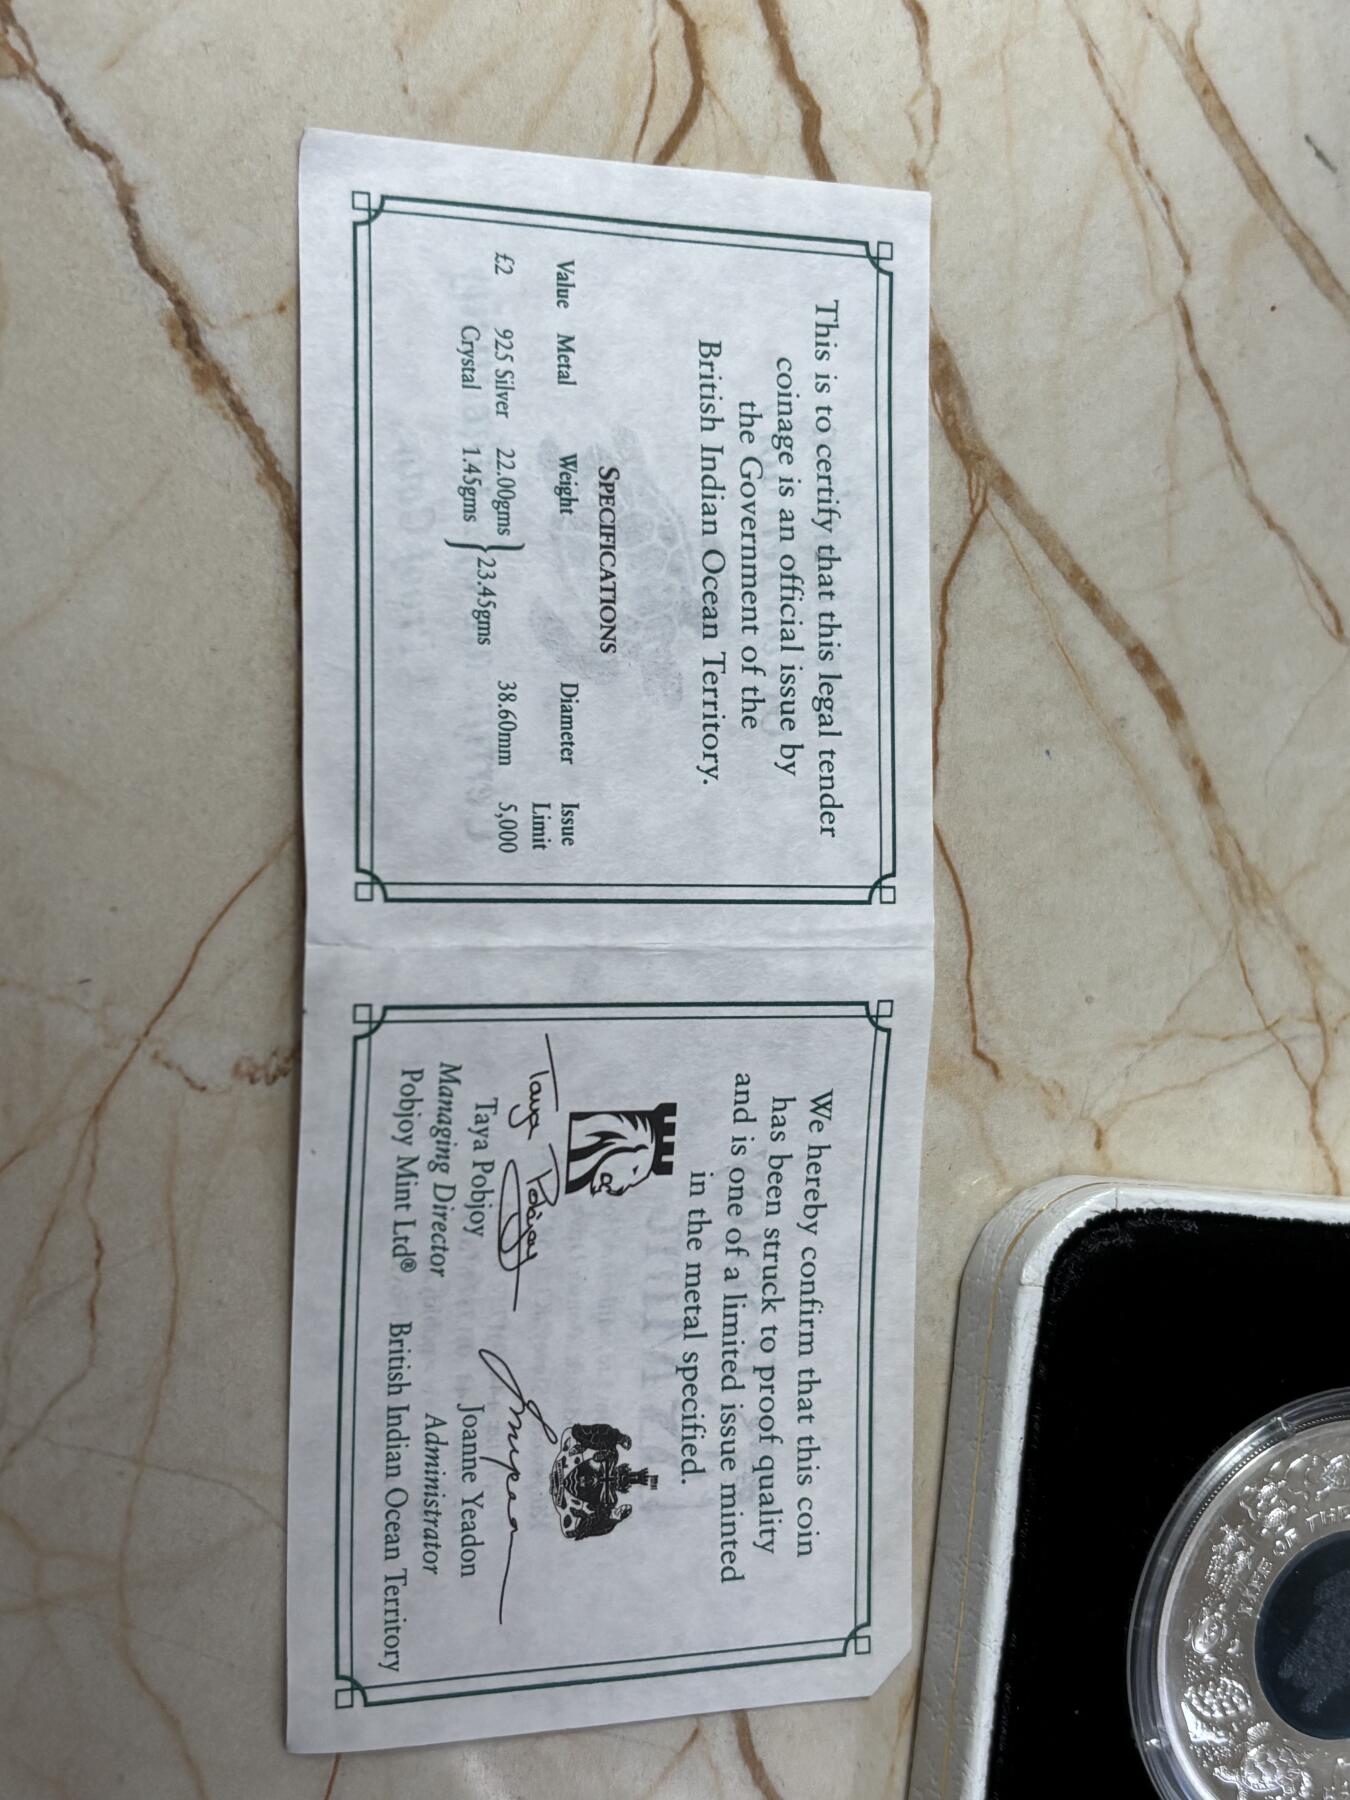 This is to certify that this legal tender
coinage is an official issue by
the Government of the
British Indian Ocean Territory.
SPECIFICATIONS
Value Metal Weight Diameter Issue
Limit
£2 925 Silver 22.00gms } 23.45gms 38.60mm 5,000
Crystal 1.45gms
We hereby confirm that this coin
has been struck to proof quality
and is one of a limited issue minted
in the metal specified.
Taya Pobjoy
Taya Pobjoy
Managing Director
Pobjoy Mint Ltd®
Joanne Yeadon
Administrator
British Indian Ocean Territory
OF THE